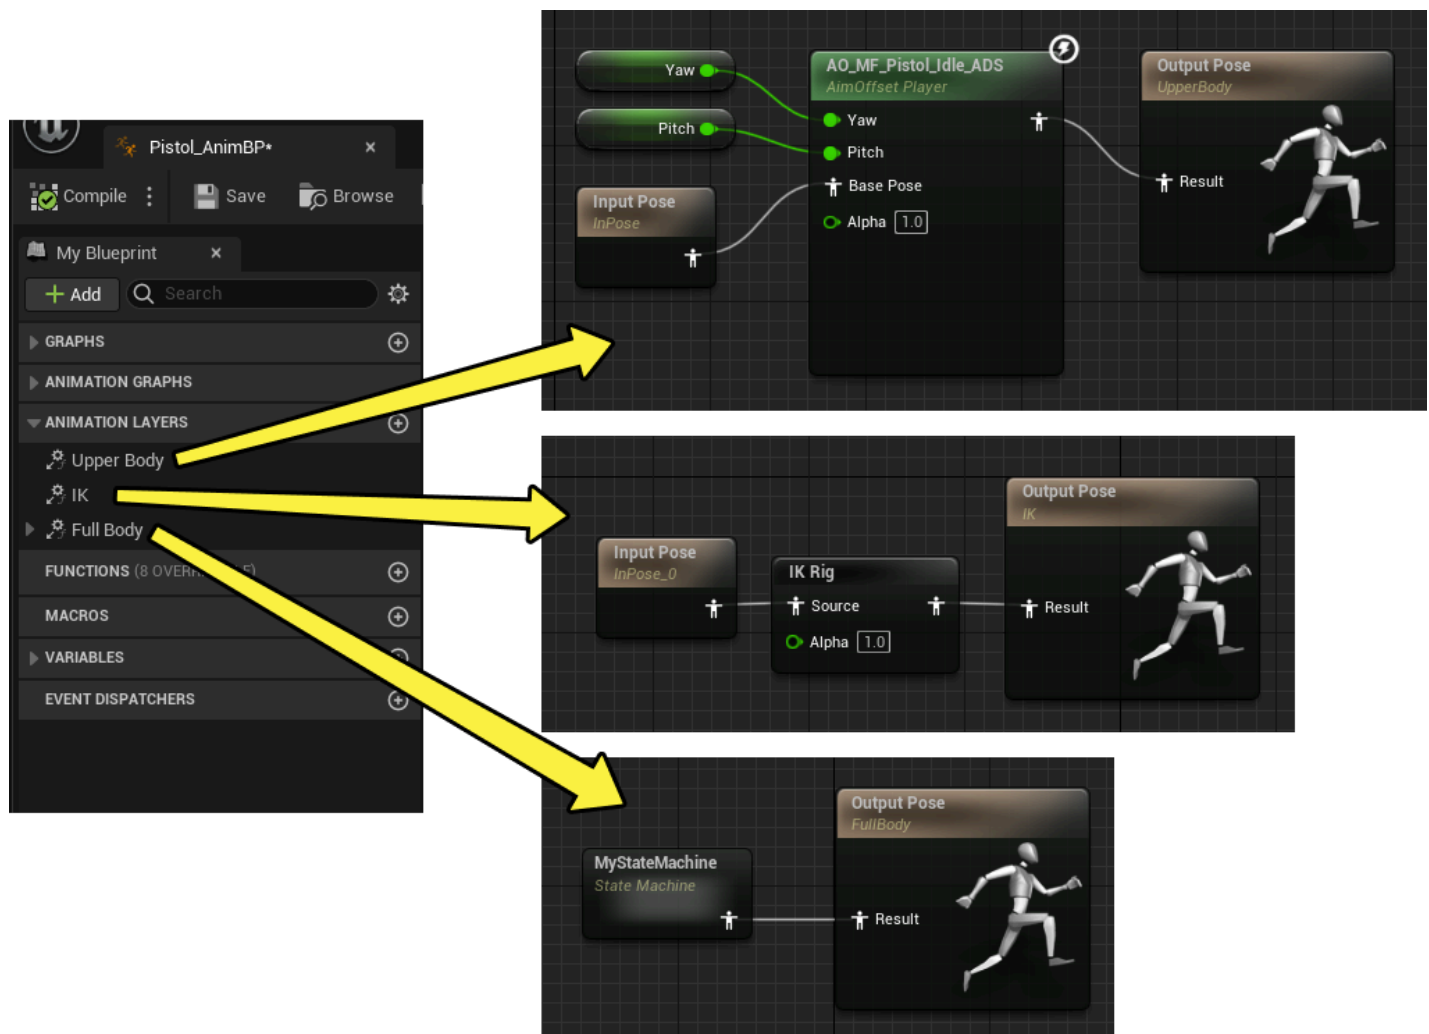 Pistol_AnimBP*
Compile
Save
Browse
My Blueprint
Add
Search
GRAPHS
ANIMATION GRAPHS
ANIMATION LAYERS
Upper Body
IK
Full Body
FUNCTIONS (8 OVER
MACROS
VARIABLES
EVENT DISPATCHERS
Yaw
Pitch
Input Pose
InPose
AO_MF_Pistol_Idle_ADS
AimOffset Player
Yaw
Pitch
Base Pose
Alpha 1.0
Output Pose
UpperBody
Result
Input Pose
InPose_0
IK Rig
Source
Alpha 1.0
Output Pose
IK
Result
MyStateMachine
State Machine
Output Pose
FullBody
Result